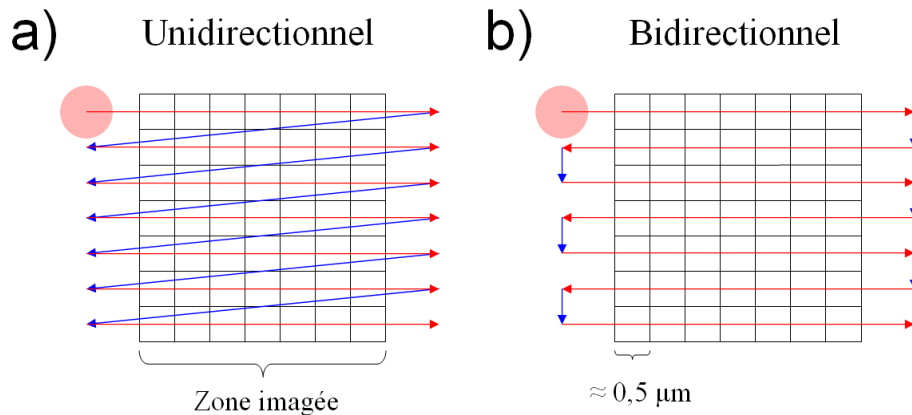 a) Unidirectionnel
b) Bidirectionnel
Zone imagée
≈ 0,5 µm